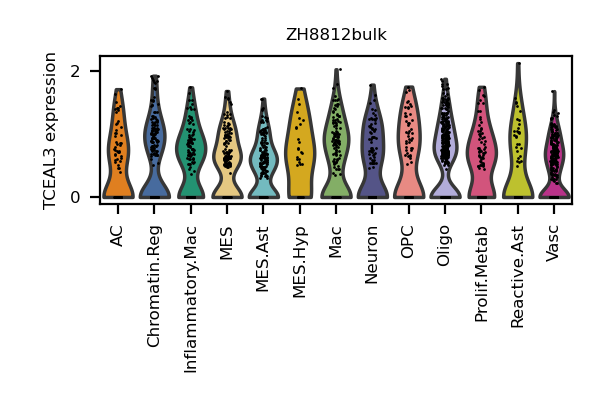 ZH8812bulk
TCEAL3 expression
2
0
AC
Chromatin.Reg
Inflammatory.Mac
MES
MES.Ast
MES.Hyp
Mac
Neuron
OPC
Oligo
Prolif.Metab
Reactive.Ast
Vasc